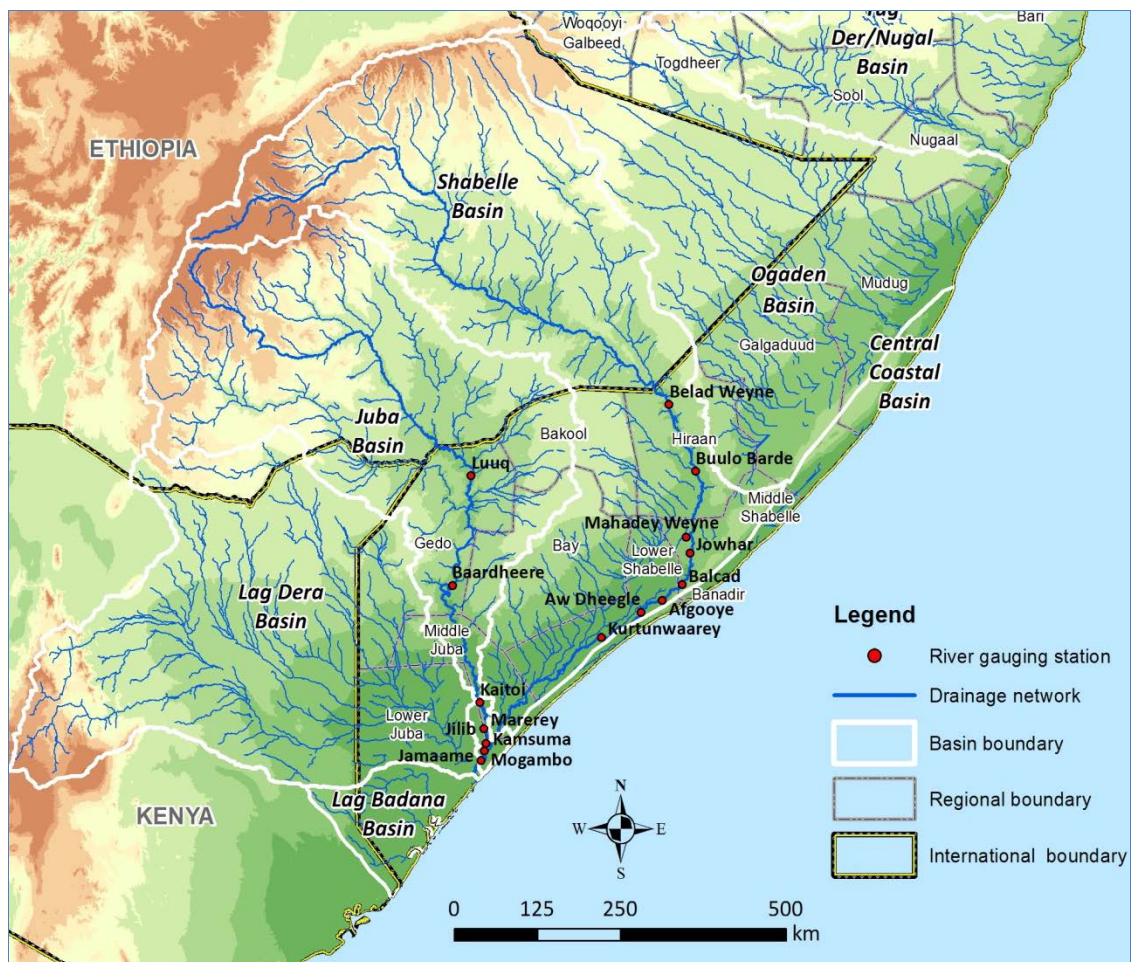 Woqooyi
Galbeed
Bari
Der/Nugal
Basin
Togdheer
Sool
Nugaal
ETHIOPIA
Shabelle
Basin
Ogaden
Basin
Mudug
Galgaduud
Central
Coastal
Basin
Belad Weyne
Juba
Basin
Bakool
Hiraan
Luuq
Buulo Barde
Middle
Shabelle
Mahadey Weyne
Gedo
Bay
Lower
Shabelle
Jowhar
Baardheere
Balcad
Banadir
Lag Dera
Basin
Aw Dheegle
Afgooye
Kurtunwaarey
Middle
Juba
Kaitoi
Lower
Juba
Jilib
Marerey
Kamsuma
Jamaame
Mogambo
Lag Badana
Basin
KENYA
N
W
E
S
0
125
250
500
km
Legend
River gauging station
Drainage network
Basin boundary
Regional boundary
International boundary